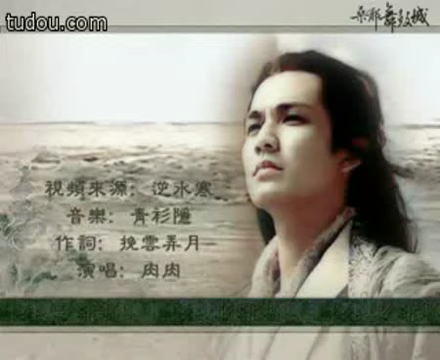 tudou.com
視頻來源: 逆水寒
音樂: 青衫隱
作詞: 挽雲弄月
演唱: 肉肉